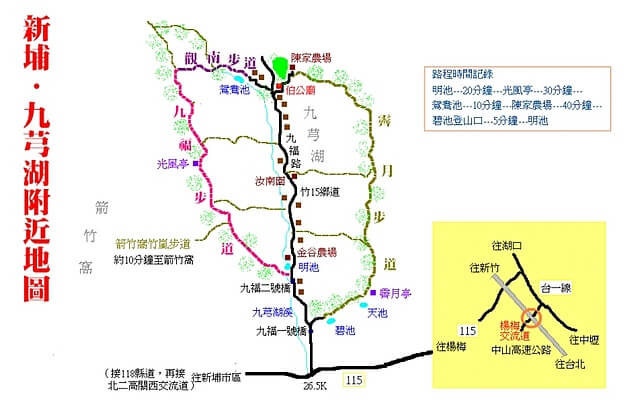 新埔·九芎湖附近地圖
觀南步道
陳家農場
鴛鴦池
伯公廟
九芎湖
九福路
九福步道
光風亭
霽月步道
汝南園
竹15鄉道
箭竹窩
箭竹窩竹嵐步道
約10分鐘至箭竹窩
金谷農場
明池
九福二號橋
九芎湖溪
九福一號橋
霽月亭
天池
碧池
(接118縣道,再接
北二高關西交流道)
往新埔市區
26.5K
115
往楊梅
路程時間記錄
明池---20分鐘---光風亭---30分鐘---
鴛鴦池---10分鐘---陳家農場---40分鐘---
碧池登山口---5分鐘---明池
往湖口
往新竹
台一線
115
楊梅
交流道
往中壢
中山高速公路
往台北